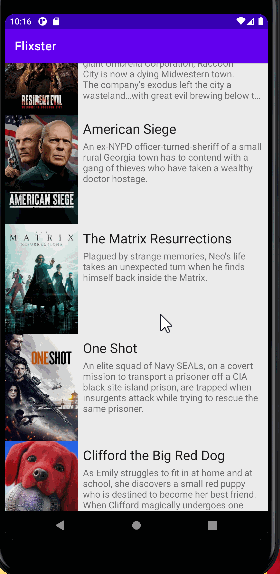 10:16
Flixster
giant Umbrella Corporation, Raccoon
City is now a dying Midwestern town.
The company's exodus left the city a
wasteland...with great evil brewing below t...
RESIDENT EVIL
American Siege
An ex-NYPD officer turned sheriff of a small
rural Georgia town has to contend with a
gang of thieves who have taken a wealthy
doctor hostage.
AMERICAN SIEGE
MATRIX
The Matrix Resurrections
Plagued by strange memories, Neo's life
takes an unexpected turn when he finds
himself back inside the Matrix.
ONE SHOT
One Shot
An elite squad of Navy SEALs, on a covert
mission to transport a prisoner off a CIA
black site island prison, are trapped when
insurgents attack while trying to rescue the
same prisoner.
Clifford the Big Red Dog
As Emily struggles to fit in at home and at
school, she discovers a small red puppy
who is destined to become her best friend.
When Clifford magically undergoes one